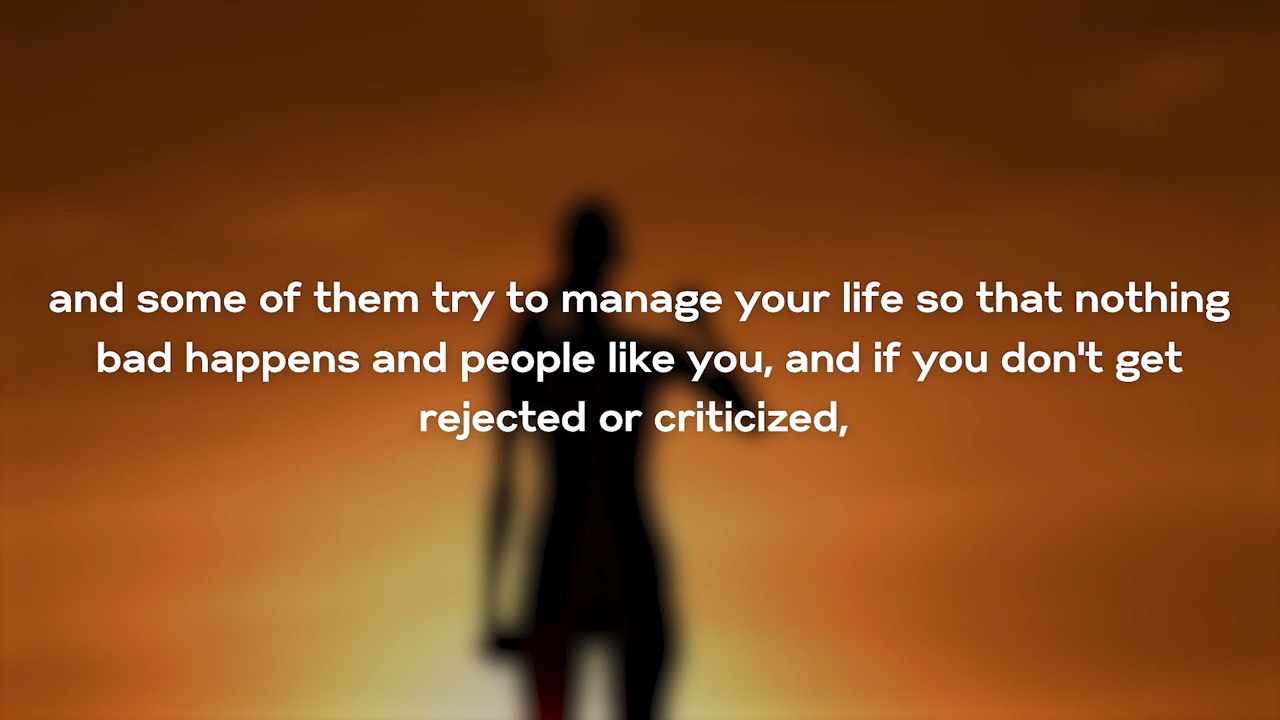 and some of them try to manage your life so that nothing
bad happens and people like you, and if you don't get
rejected or criticized,